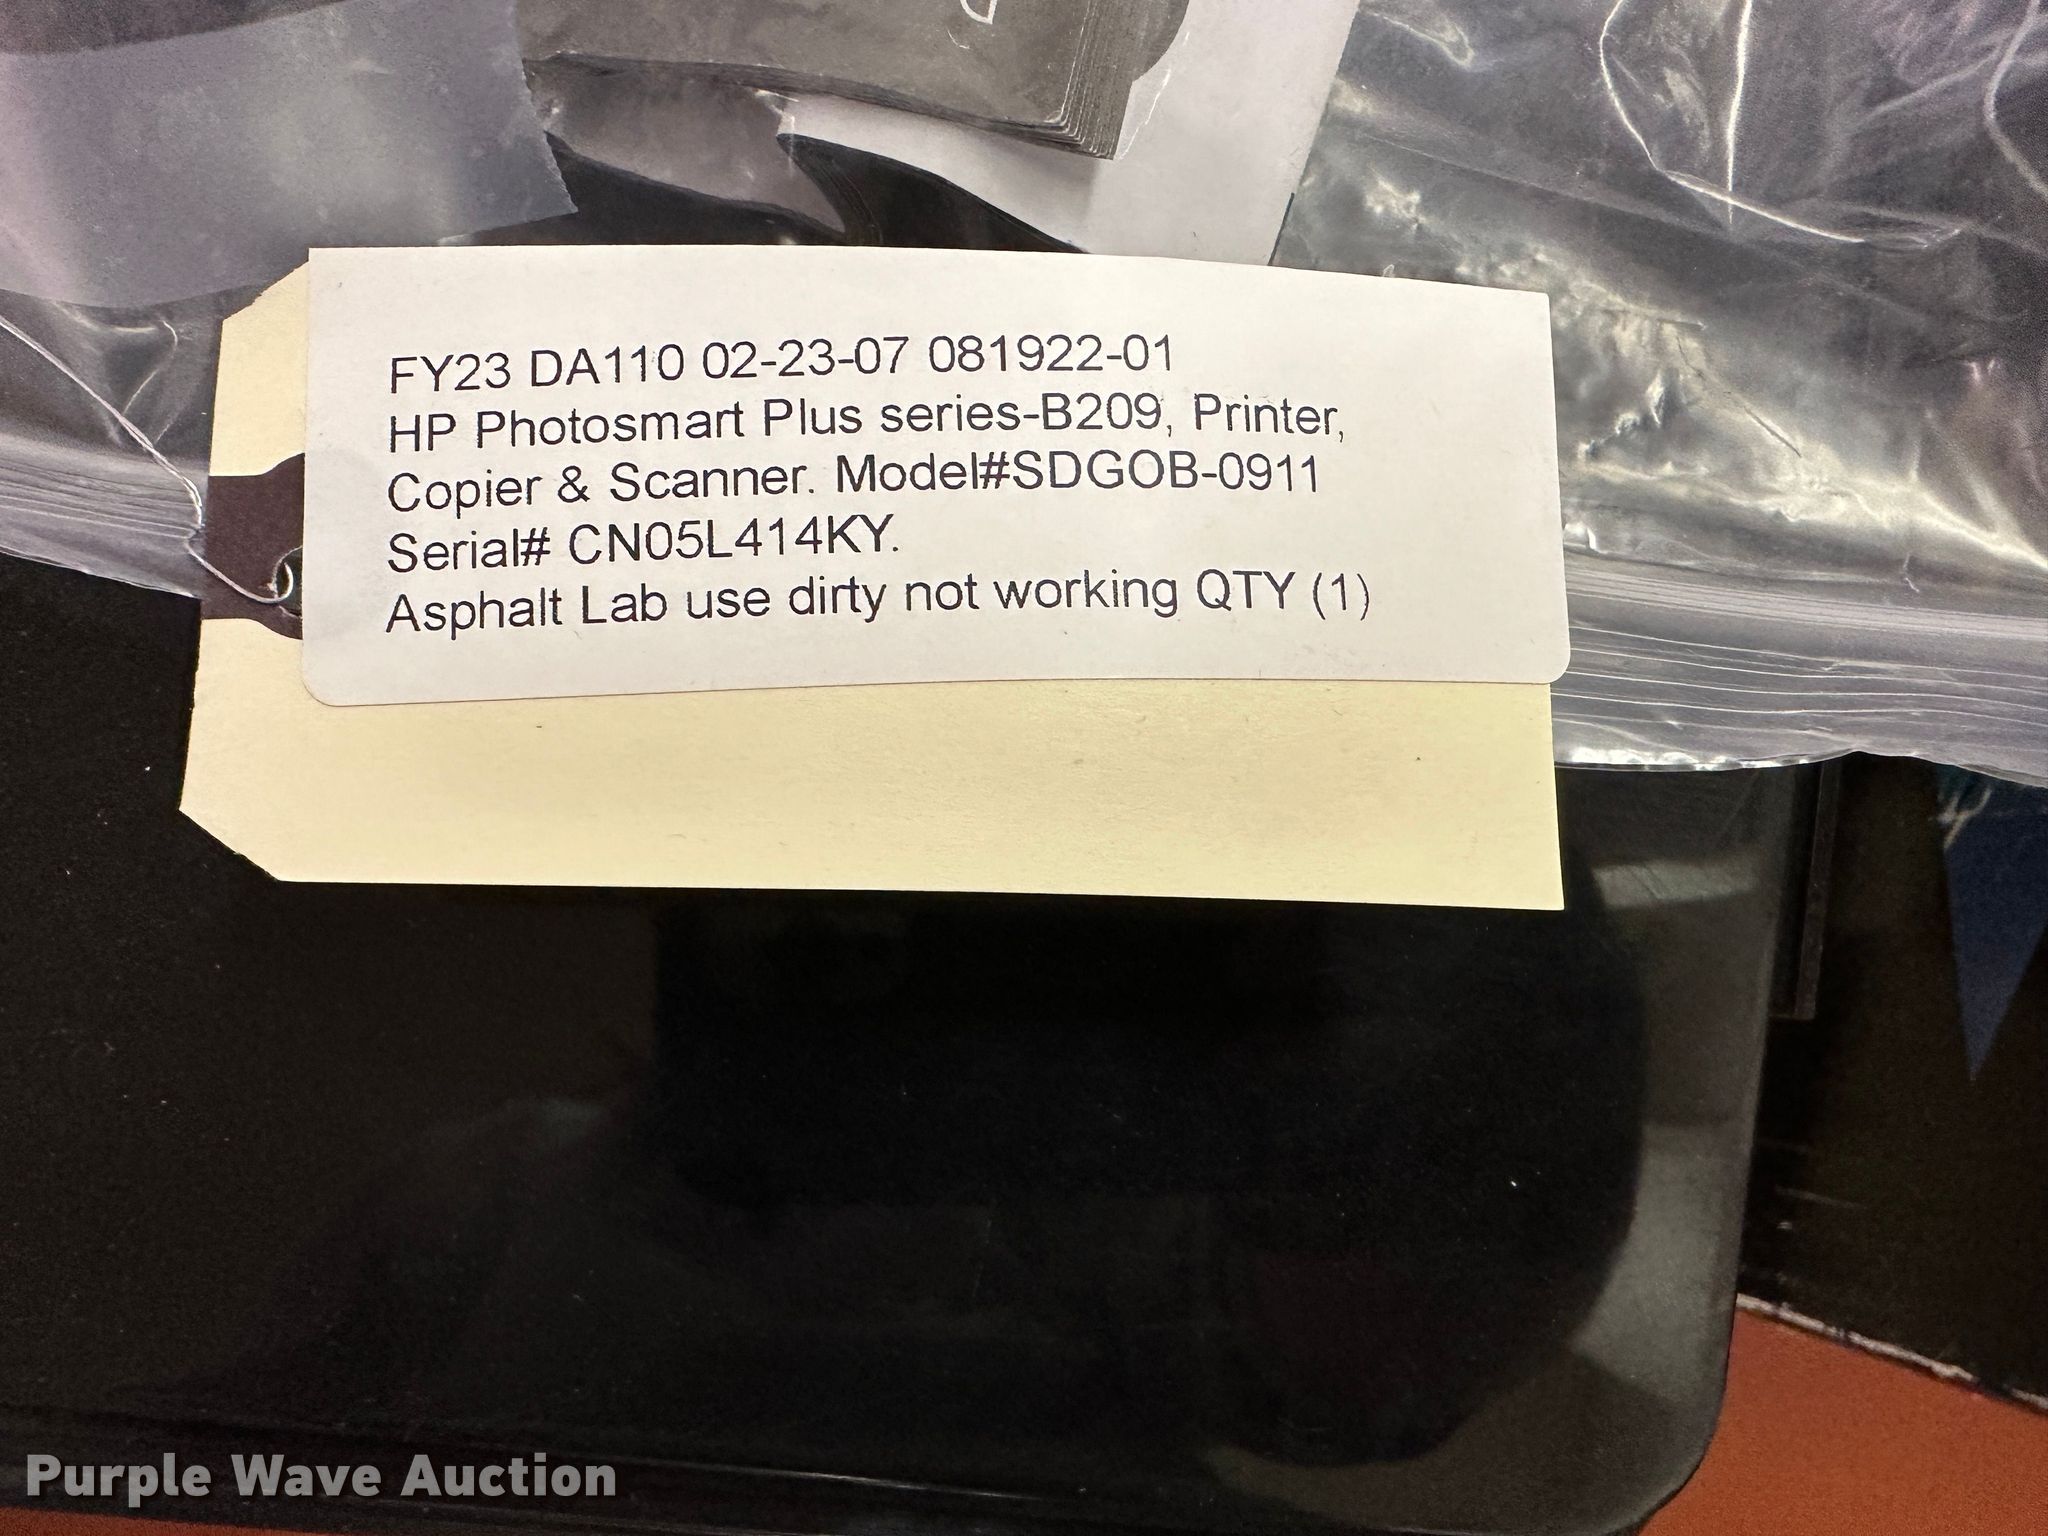 FY23 DA110 02-23-07 081922-01
HP Photosmart Plus series-B209, Printer,
Copier & Scanner. Model#SDGOB-0911
Serial# CN05L414KY.
Asphalt Lab use dirty not working QTY (1)
Purple Wave Auction